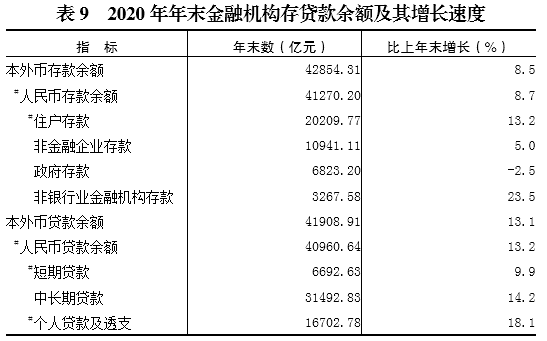 表 9 2020 年年末金融机构存贷款余额及其增长速度
指 标 年末数（亿元） 比上年末增长（%）
本外币存款余额 42854.31 8.5
#人民币存款余额 41270.20 8.7
#住户存款 20209.77 13.2
非金融企业存款 10941.11 5.0
政府存款 6823.20 -2.5
非银行业金融机构存款 3267.58 23.5
本外币贷款余额 41908.91 13.1
#人民币贷款余额 40960.64 13.2
#短期贷款 6692.63 9.9
中长期贷款 31492.83 14.2
#个人贷款及透支 16702.78 18.1